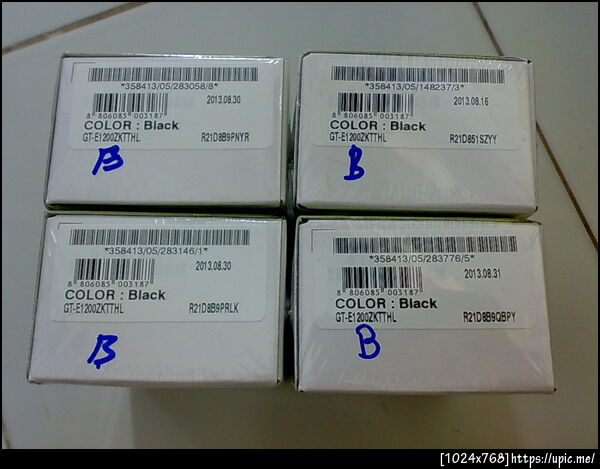 *358413/05/283058/8*
2013.08.30
8 806085 003187
COLOR : Black
GT-E1200ZKTTHL R21D8B9PNYR
B
*358413/05/148237/3*
2013.08.16
8 806085 003187
COLOR : Black
GT-E1200ZKTTHL R21D851SZYY
B
*358413/05/283146/1*
2013.08.30
8 806085 003187
COLOR : Black
GT-E1200ZKTTHL R21D8B9PRLK
B
*358413/05/283776/5*
2013.08.31
8 806085 003187
COLOR : Black
GT-E1200ZKTTHL R21D8B9QBPY
B
[1024x768]https://upic.me/